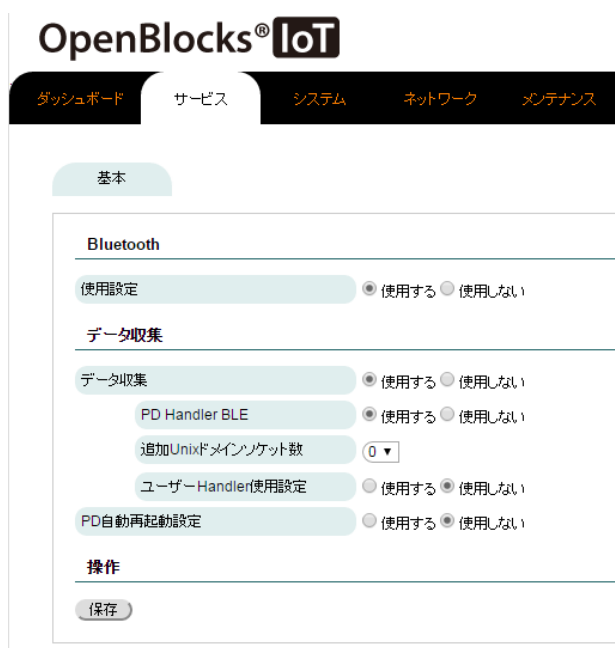 OpenBlocks® IoT
ダッシュボード サービス システム ネットワーク メンテナンス
基本
Bluetooth
使用設定 使用する 使用しない
データ収集
データ収集 使用する 使用しない
PD Handler BLE 使用する 使用しない
追加Unixドメインソケット数 0
ユーザーHandler使用設定 使用する 使用しない
PD自動再起動設定 使用する 使用しない
操作
保存